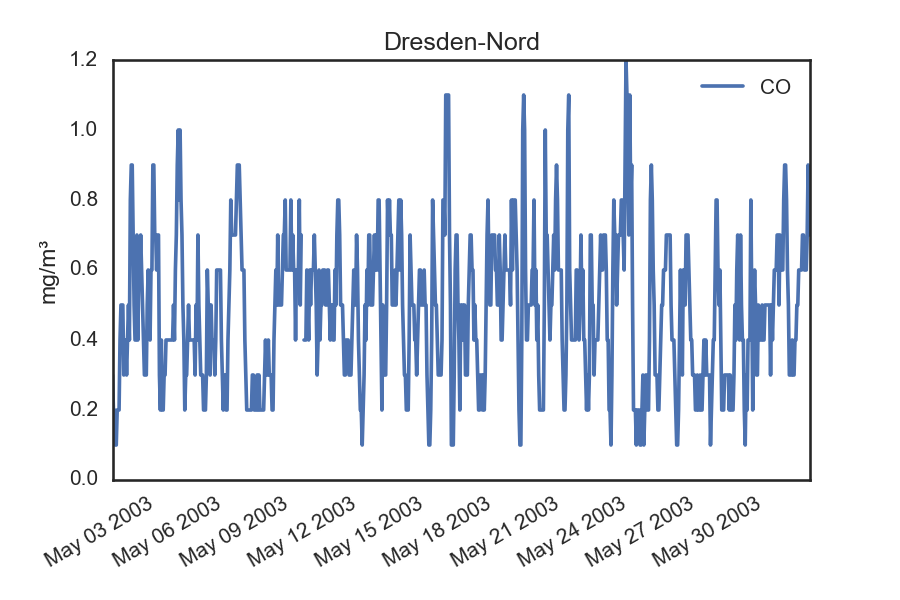 Dresden-Nord
CO
mg/m³
1.2
1.0
0.8
0.6
0.4
0.2
0.0
May 03 2003
May 06 2003
May 09 2003
May 12 2003
May 15 2003
May 18 2003
May 21 2003
May 24 2003
May 27 2003
May 30 2003